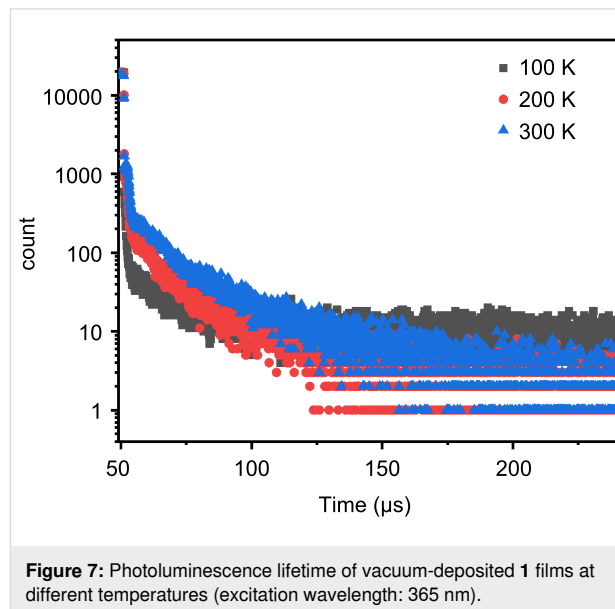 100 K
200 K
300 K
10000
1000
100
10
1
count
50
100
150
200
Time (µs)
Figure 7: Photoluminescence lifetime of vacuum-deposited 1 films at
different temperatures (excitation wavelength: 365 nm).